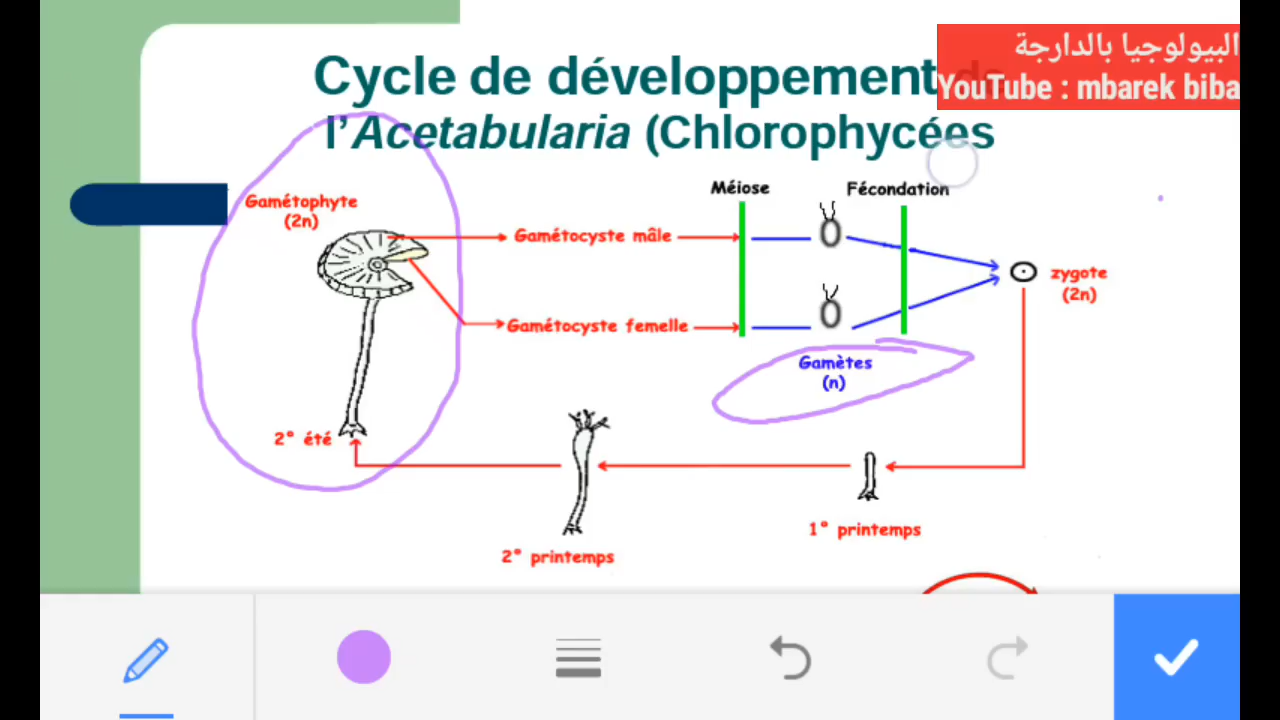 البيولوجيا بالدارجة
YouTube : mbarek biba
Cycle de développement
l'Acetabularia (Chlorophycées
Méiose
Fécondation
Gamétophyte
(2n)
Gamétocyste mâle
zygote
(2n)
Gamétocyste femelle
Gamètes
(n)
2° été
1° printemps
2° printemps